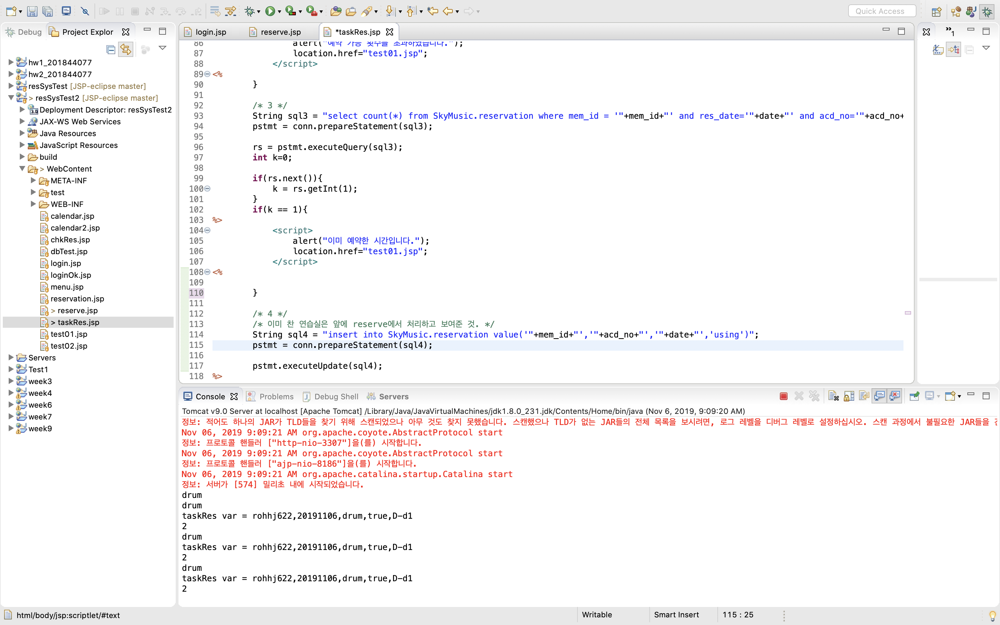 Quick Access
Debug
Project Explor
login.jsp
reserve.jsp
*taskRes.jsp
»1
hw1_201844077
hw2_201844077
resSysTest [JSP-eclipse master]
> resSysTest2 [JSP-eclipse master]
Deployment Descriptor: resSysTest2
JAX-WS Web Services
Java Resources
JavaScript Resources
build
> WebContent
META-INF
test
WEB-INF
calendar.jsp
calendar2.jsp
chkRes.jsp
dbTest.jsp
login.jsp
loginOk.jsp
menu.jsp
reservation.jsp
> reserve.jsp
> taskRes.jsp
test01.jsp
test02.jsp
Servers
Test1
week3
week4
week6
week7
week9
86 alert("예약 가능 횟수를 초과하였습니다.");
87 location.href="test01.jsp";
88 </script>
89 <%
90 }
91
92 /* 3 */
93 String sql3 = "select count(*) from SkyMusic.reservation where mem_id = '"+mem_id+"' and res_date='"+date+"' and acd_no='"+acd_no+
94 pstmt = conn.prepareStatement(sql3);
95
96 rs = pstmt.executeQuery(sql3);
97 int k=0;
98
99 if(rs.next()){
100 k = rs.getInt(1);
101 }
102 if(k == 1){
103 %>
104 <script>
105 alert("이미 예약한 시간입니다.");
106 location.href="test01.jsp";
107 </script>
108 <%
109
110 }
111
112 /* 4 */
113 /* 이미 찬 연습실은 앞에 reserve에서 처리하고 보여준 것. */
114 String sql4 = "insert into SkyMusic.reservation value('"+mem_id+"','"+acd_no+"','"+date+"','using')";
115 pstmt = conn.prepareStatement(sql4);
116
117 pstmt.executeUpdate(sql4);
118 %>
Console
Problems
Debug Shell
Servers
Tomcat v9.0 Server at localhost [Apache Tomcat] /Library/Java/JavaVirtualMachines/jdk1.8.0_231.jdk/Contents/Home/bin/java (Nov 6, 2019, 9:09:20 AM)
정보: 적어도 하나의 JAR가 TLD들을 찾기 위해 스캔되었으나 아무 것도 찾지 못했습니다. 스캔했으나 TLD가 없는 JAR들의 전체 목록을 보시려면, 로그 레벨을 디버그 레벨로 설정하십시오. 스캔 과정에서 불필요한 JAR들을
Nov 06, 2019 9:09:21 AM org.apache.coyote.AbstractProtocol start
정보: 프로토콜 핸들러 ["http-nio-3307"]을(를) 시작합니다.
Nov 06, 2019 9:09:21 AM org.apache.coyote.AbstractProtocol start
정보: 프로토콜 핸들러 ["ajp-nio-8186"]을(를) 시작합니다.
Nov 06, 2019 9:09:21 AM org.apache.catalina.startup.Catalina start
정보: 서버가 [574] 밀리초 내에 시작되었습니다.
drum
drum
taskRes var = rohhj622,20191106,drum,true,D-d1
2
drum
taskRes var = rohhj622,20191106,drum,true,D-d1
2
drum
taskRes var = rohhj622,20191106,drum,true,D-d1
2
html/body/jsp:scriptlet/#text
Writable
Smart Insert
115 : 25